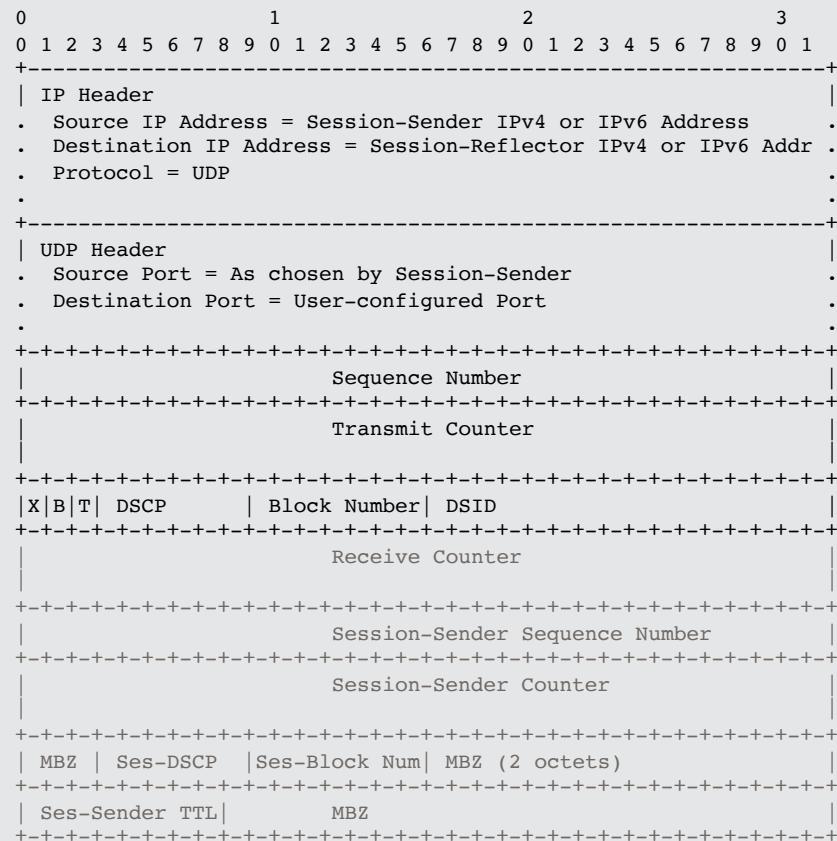 0 1 2 3
0 1 2 3 4 5 6 7 8 9 0 1 2 3 4 5 6 7 8 9 0 1 2 3 4 5 6 7 8 9 0 1
+---------------------------------------------------------------+
| IP Header |
. Source IP Address = Session-Sender IPv4 or IPv6 Address .
. Destination IP Address = Session-Reflector IPv4 or IPv6 Addr .
. Protocol = UDP .
. .
+---------------------------------------------------------------+
| UDP Header |
. Source Port = As chosen by Session-Sender .
. Destination Port = User-configured Port .
. .
+-+-+-+-+-+-+-+-+-+-+-+-+-+-+-+-+-+-+-+-+-+-+-+-+-+-+-+-+-+-+-+-+
| Sequence Number |
+-+-+-+-+-+-+-+-+-+-+-+-+-+-+-+-+-+-+-+-+-+-+-+-+-+-+-+-+-+-+-+-+
| Transmit Counter |
| |
+-+-+-+-+-+-+-+-+-+-+-+-+-+-+-+-+-+-+-+-+-+-+-+-+-+-+-+-+-+-+-+-+
|X|B|T| DSCP | Block Number| DSID |
+-+-+-+-+-+-+-+-+-+-+-+-+-+-+-+-+-+-+-+-+-+-+-+-+-+-+-+-+-+-+-+-+
| Receive Counter |
| |
+-+-+-+-+-+-+-+-+-+-+-+-+-+-+-+-+-+-+-+-+-+-+-+-+-+-+-+-+-+-+-+-+
| Session-Sender Sequence Number |
+-+-+-+-+-+-+-+-+-+-+-+-+-+-+-+-+-+-+-+-+-+-+-+-+-+-+-+-+-+-+-+-+
| Session-Sender Counter |
| |
+-+-+-+-+-+-+-+-+-+-+-+-+-+-+-+-+-+-+-+-+-+-+-+-+-+-+-+-+-+-+-+-+
| MBZ | Ses-DSCP |Ses-Block Num| MBZ (2 octets) |
+-+-+-+-+-+-+-+-+-+-+-+-+-+-+-+-+-+-+-+-+-+-+-+-+-+-+-+-+-+-+-+-+
| Ses-Sender TTL| MBZ |
+-+-+-+-+-+-+-+-+-+-+-+-+-+-+-+-+-+-+-+-+-+-+-+-+-+-+-+-+-+-+-+-+